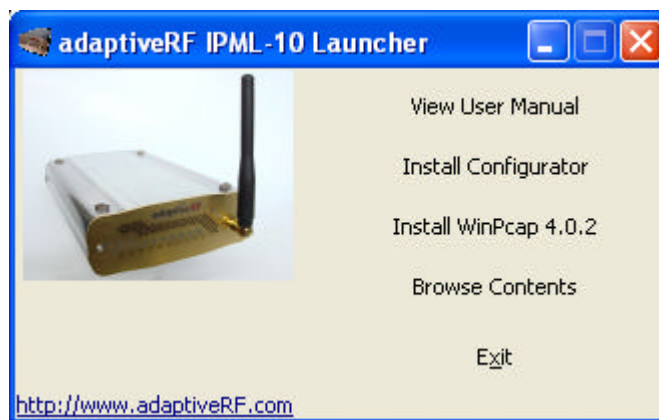 adaptiveRF IPML-10 Launcher
View User Manual
Install Configurator
Install WinPcap 4.0.2
Browse Contents
Exit
http://www.adaptiveRF.com